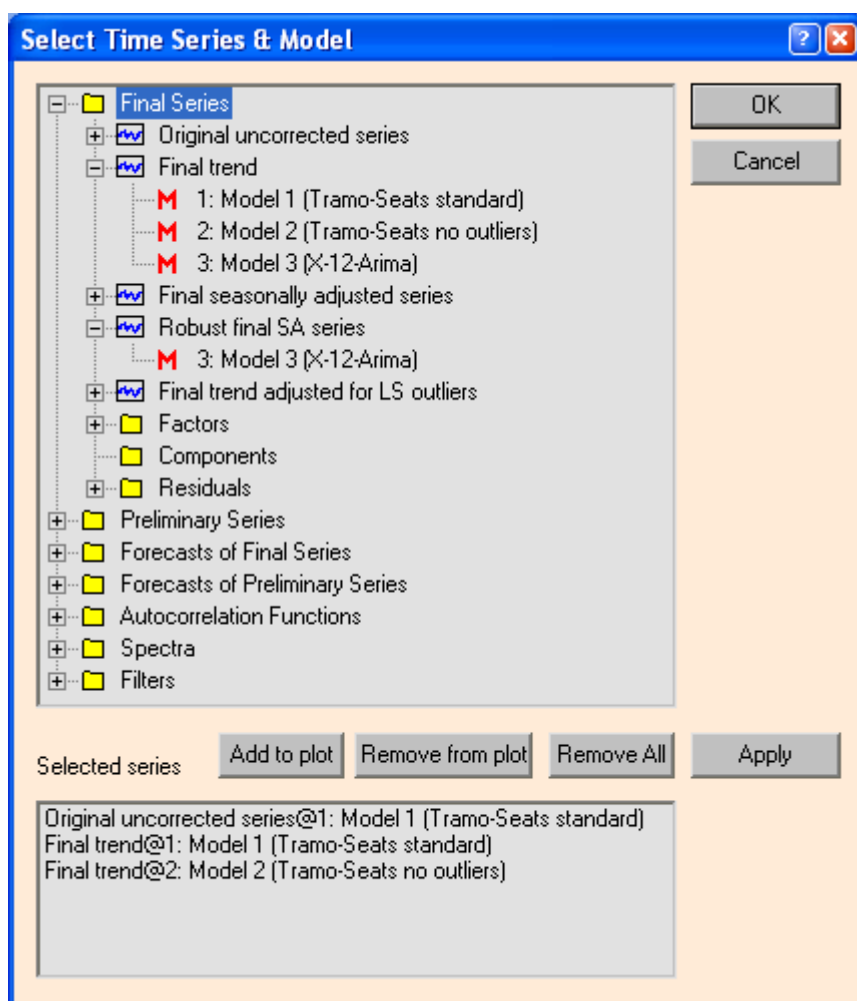 Select Time Series & Model
Final Series
OK
Original uncorrected series
Final trend
Cancel
1: Model 1 (Tramo-Seats standard)
2: Model 2 (Tramo-Seats no outliers)
3: Model 3 (X-12-Arima)
Final seasonally adjusted series
Robust final SA series
3: Model 3 (X-12-Arima)
Final trend adjusted for LS outliers
Factors
Components
Residuals
Preliminary Series
Forecasts of Final Series
Forecasts of Preliminary Series
Autocorrelation Functions
Spectra
Filters
Selected series
Add to plot
Remove from plot
Remove All
Apply
Original uncorrected series@1: Model 1 (Tramo-Seats standard)
Final trend@1: Model 1 (Tramo-Seats standard)
Final trend@2: Model 2 (Tramo-Seats no outliers)